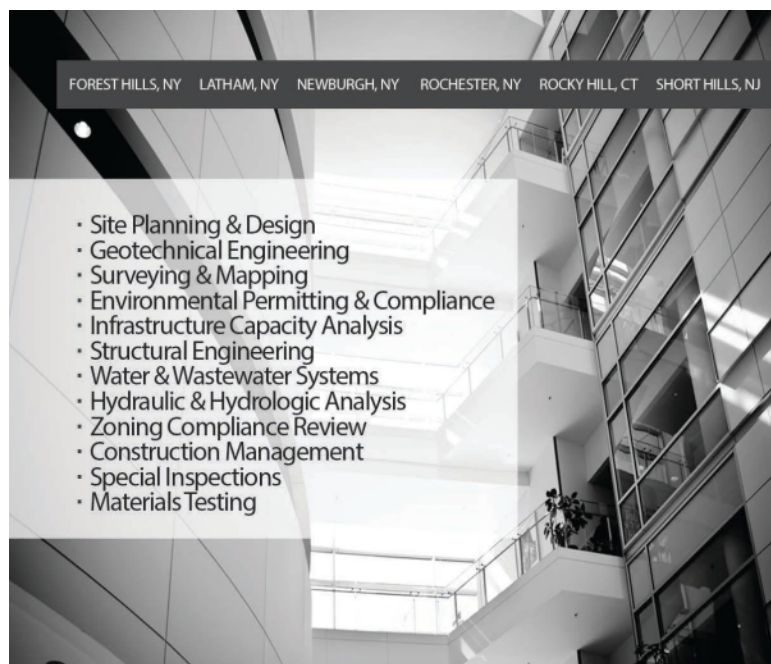 FOREST HILLS, NY LATHAM, NY NEWBURGH, NY ROCHESTER, NY ROCKY HILL, CT SHORT HILLS, NJ
· Site Planning & Design
· Geotechnical Engineering
· Surveying & Mapping
· Environmental Permitting & Compliance
· Infrastructure Capacity Analysis
· Structural Engineering
· Water & Wastewater Systems
· Hydraulic & Hydrologic Analysis
· Zoning Compliance Review
· Construction Management
· Special Inspections
· Materials Testing